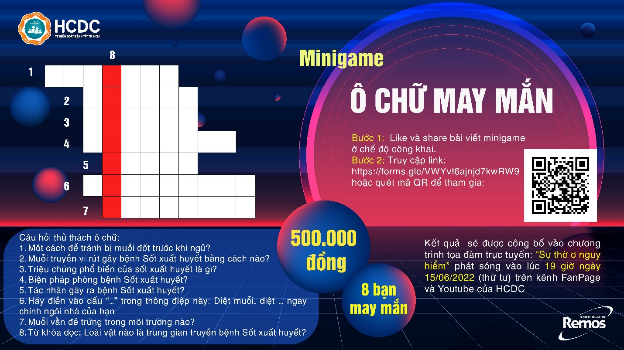 HCDC
8
1
2
3
4
5
6
7
Minigame
Ô CHỮ MAY MẮN
Bước 1: Like và share bài viết minigame
ở chế độ công khai.
Bước 2: Truy cập link:
hoặc quét mã QR để tham gia:
Câu hỏi thử thách ô chữ:
1. Một cách để tránh bị muỗi đốt trước khi ngủ?
2. Muỗi truyền vi rút gây bệnh Sốt xuất huyết bằng cách nào?
3. Triệu chứng phổ biến của sốt xuất huyết là gì?
4. Biện pháp phòng bệnh Sốt xuất huyết?
5. Tác nhân gây ra bệnh Sốt xuất huyết?
6. Hãy điền vào dấu “..” trong thông điệp này: Diệt muỗi, diệt .. ngay
chính ngôi nhà của bạn
7. Muỗi vằn đẻ trứng trong môi trường nào?
8. Từ khóa dọc: Loài vật nào là trung gian truyền bệnh Sốt xuất huyết?
500.000
đồng
8 bạn
may mắn
Kết quả sẽ được công bố vào chương
trình tọa đàm trực tuyến: “Sự thờ ơ nguy
hiểm” phát sóng vào lúc 19 giờ ngày
15/06/2022 (thứ tư) trên kênh FanPage
và Youtube của HCDC
Remos